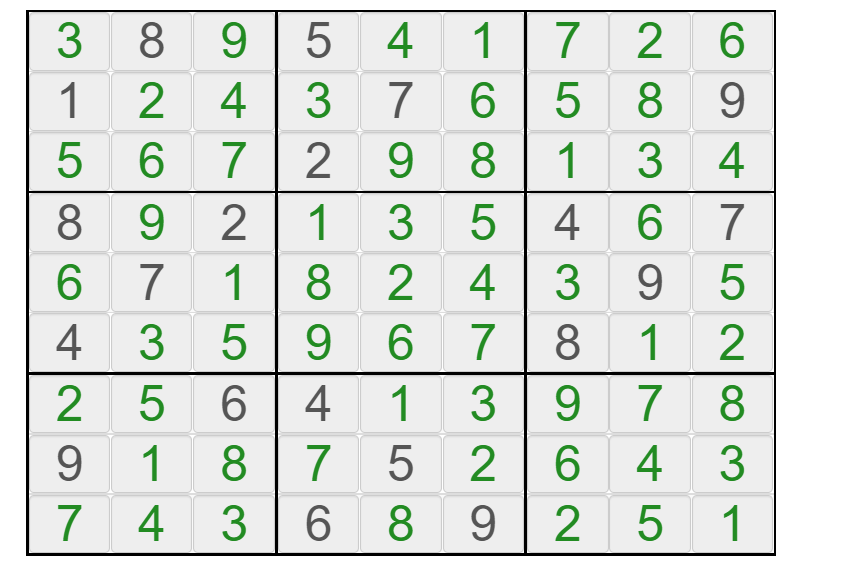 3 8 9 5 4 1 7 2 6
1 2 4 3 7 6 5 8 9
5 6 7 2 9 8 1 3 4
8 9 2 1 3 5 4 6 7
6 7 1 8 2 4 3 9 5
4 3 5 9 6 7 8 1 2
2 5 6 4 1 3 9 7 8
9 1 8 7 5 2 6 4 3
7 4 3 6 8 9 2 5 1